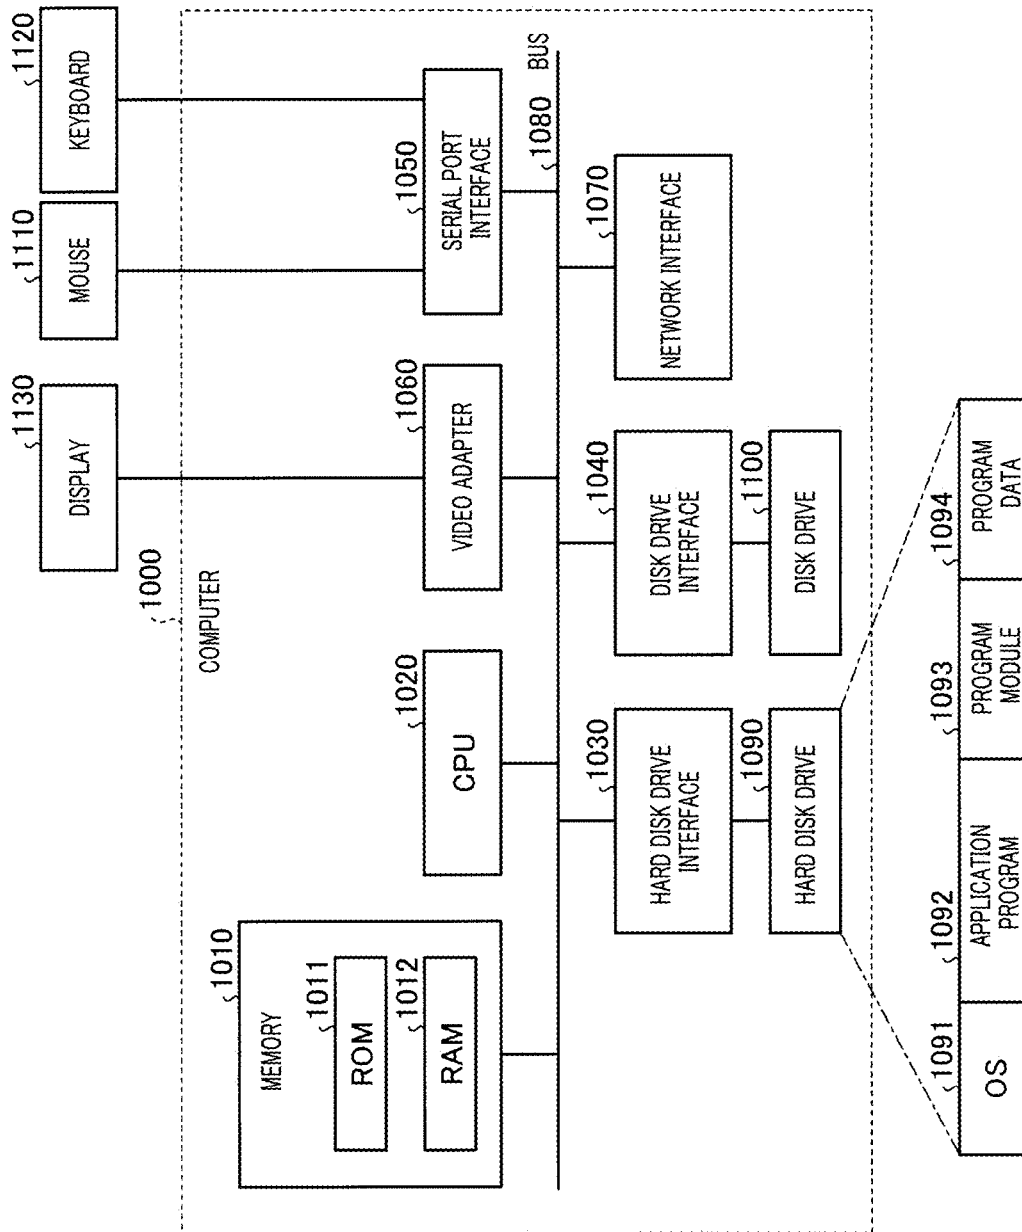 1130
DISPLAY
1110
MOUSE
1120
KEYBOARD
1000
COMPUTER
1010
MEMORY
1011
ROM
1012
RAM
1020
CPU
1060
VIDEO ADAPTER
1050
SERIAL PORT
INTERFACE
1080
BUS
1030
HARD DISK DRIVE
INTERFACE
1040
DISK DRIVE
INTERFACE
1070
NETWORK INTERFACE
1090
HARD DISK DRIVE
1100
DISK DRIVE
1091
OS
1092
APPLICATION
PROGRAM
1093
PROGRAM
MODULE
1094
PROGRAM
DATA